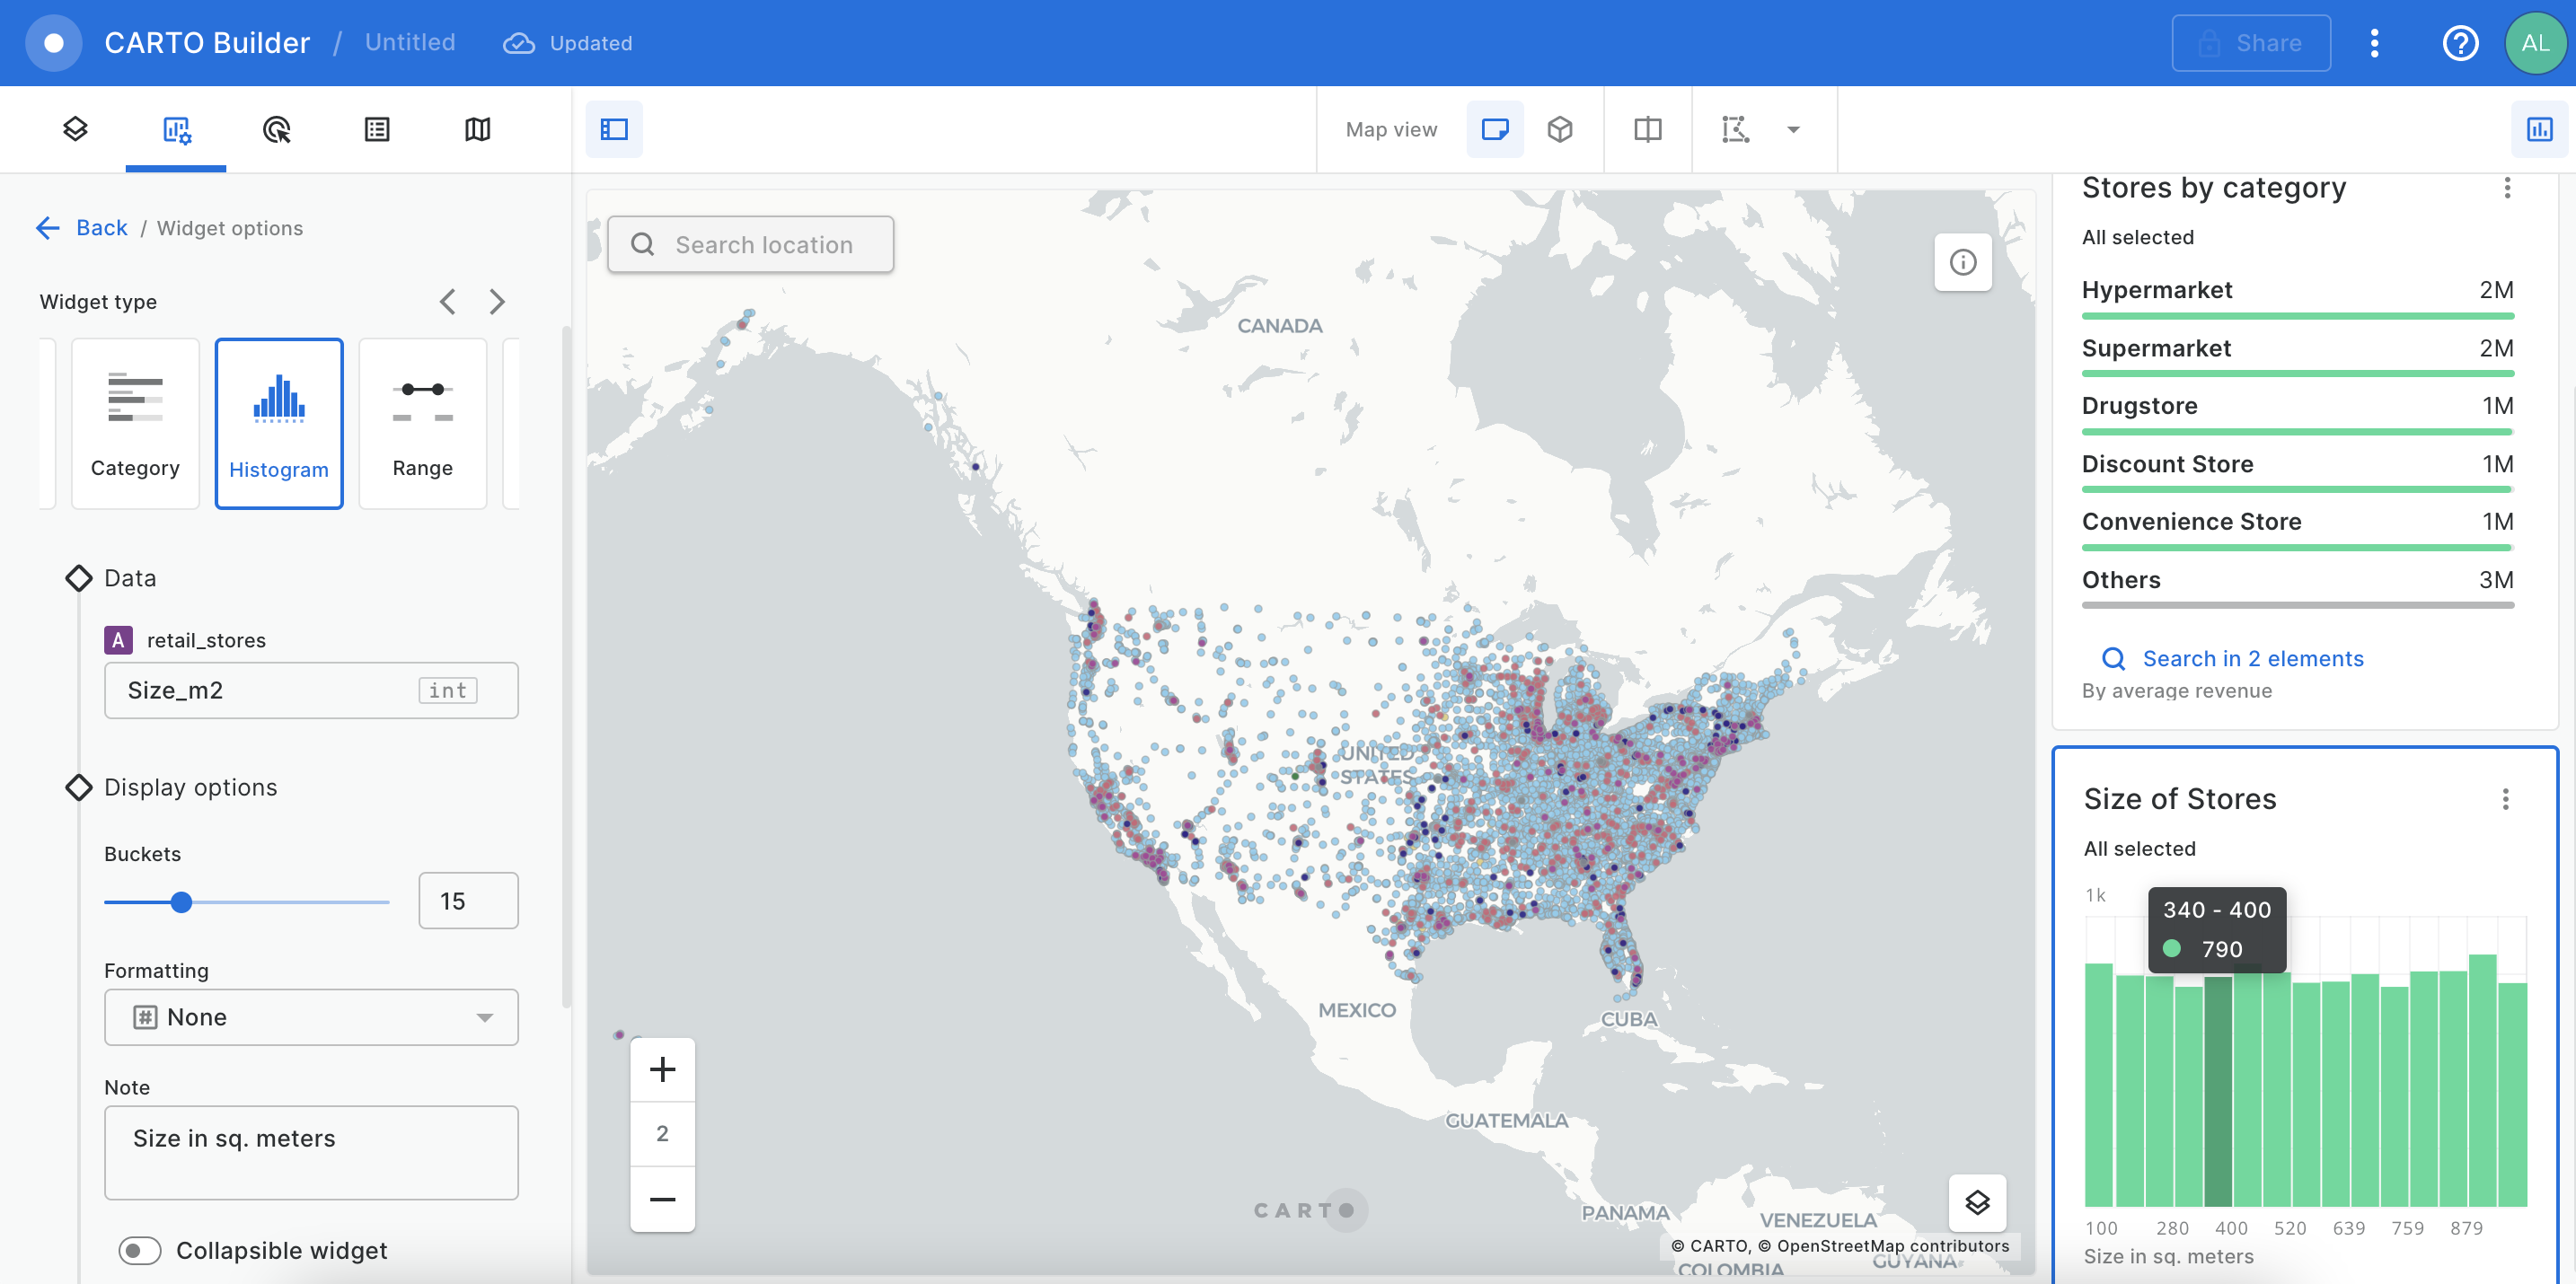 CARTO Builder / Untitled Updated Share AL
Map view
Back / Widget options
Widget type
Category Histogram Range
Data
A retail_stores
Size_m2 int
Display options
Buckets
15
Formatting
# None
Note
Size in sq. meters
Collapsible widget
Search location
CANADA
UNITED
STATES
MEXICO
CUBA
GUATEMALA
PANAMA
VENEZUELA
GUYANA
COLOMBIA
2
CARTO
© CARTO, © OpenStreetMap contributors
Stores by category
All selected
Hypermarket 2M
Supermarket 2M
Drugstore 1M
Discount Store 1M
Convenience Store 1M
Others 3M
Search in 2 elements
By average revenue
Size of Stores
All selected
1k
340 - 400
790
100 280 400 520 639 759 879
Size in sq. meters